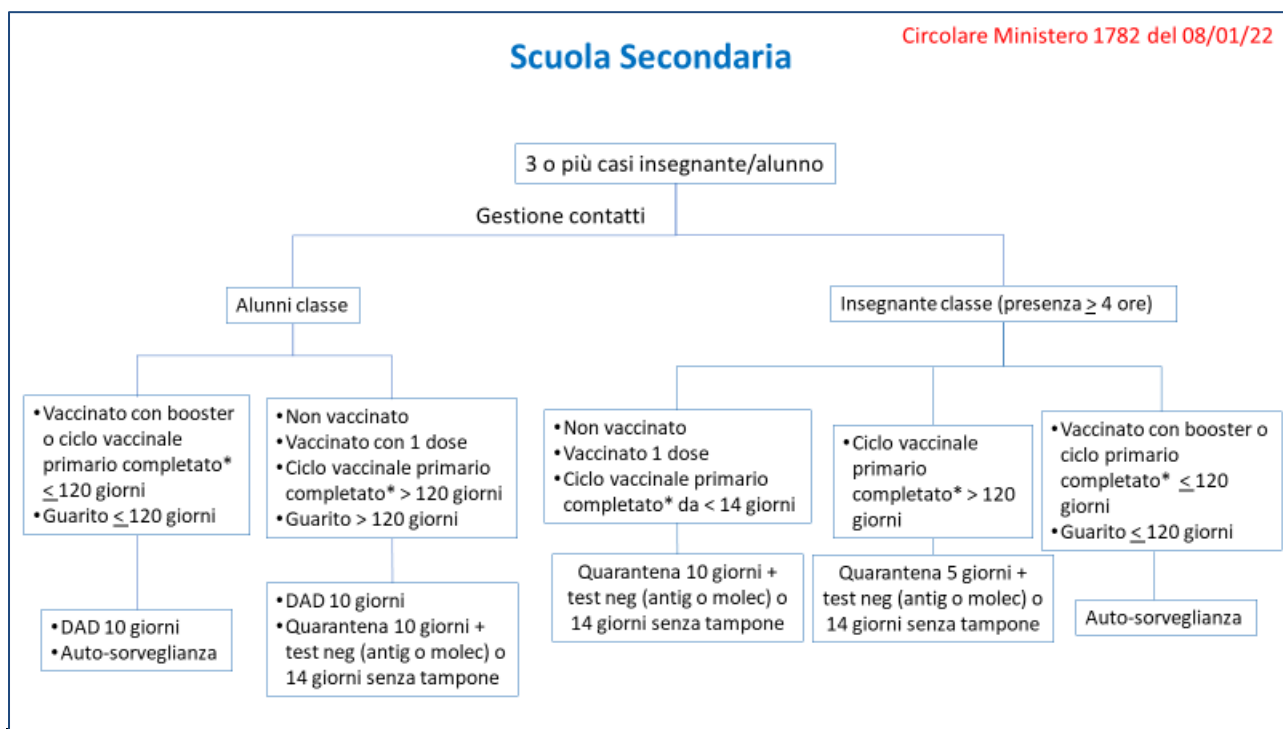 Circolare Ministero 1782 del 08/01/22
Scuola Secondaria
3 o più casi insegnante/alunno
Gestione contatti
Alunni classe
Insegnante classe (presenza > 4 ore)
•Vaccinato con booster
o ciclo vaccinale
primario completato*
< 120 giorni
•Guarito < 120 giorni
•Non vaccinato
•Vaccinato con 1 dose
•Ciclo vaccinale primario
completato* > 120 giorni
•Guarito > 120 giorni
•Non vaccinato
•Vaccinato 1 dose
•Ciclo vaccinale primario
completato* da < 14 giorni
•Ciclo vaccinale
primario
completato* > 120
giorni
•Vaccinato con booster o
ciclo primario
completato* < 120
giorni
•Guarito < 120 giorni
•DAD 10 giorni
•Auto-sorveglianza
•DAD 10 giorni
•Quarantena 10 giorni +
test neg (antig o molec) o
14 giorni senza tampone
Quarantena 10 giorni +
test neg (antig o molec) o
14 giorni senza tampone
Quarantena 5 giorni +
test neg (antig o molec) o
14 giorni senza tampone
Auto-sorveglianza